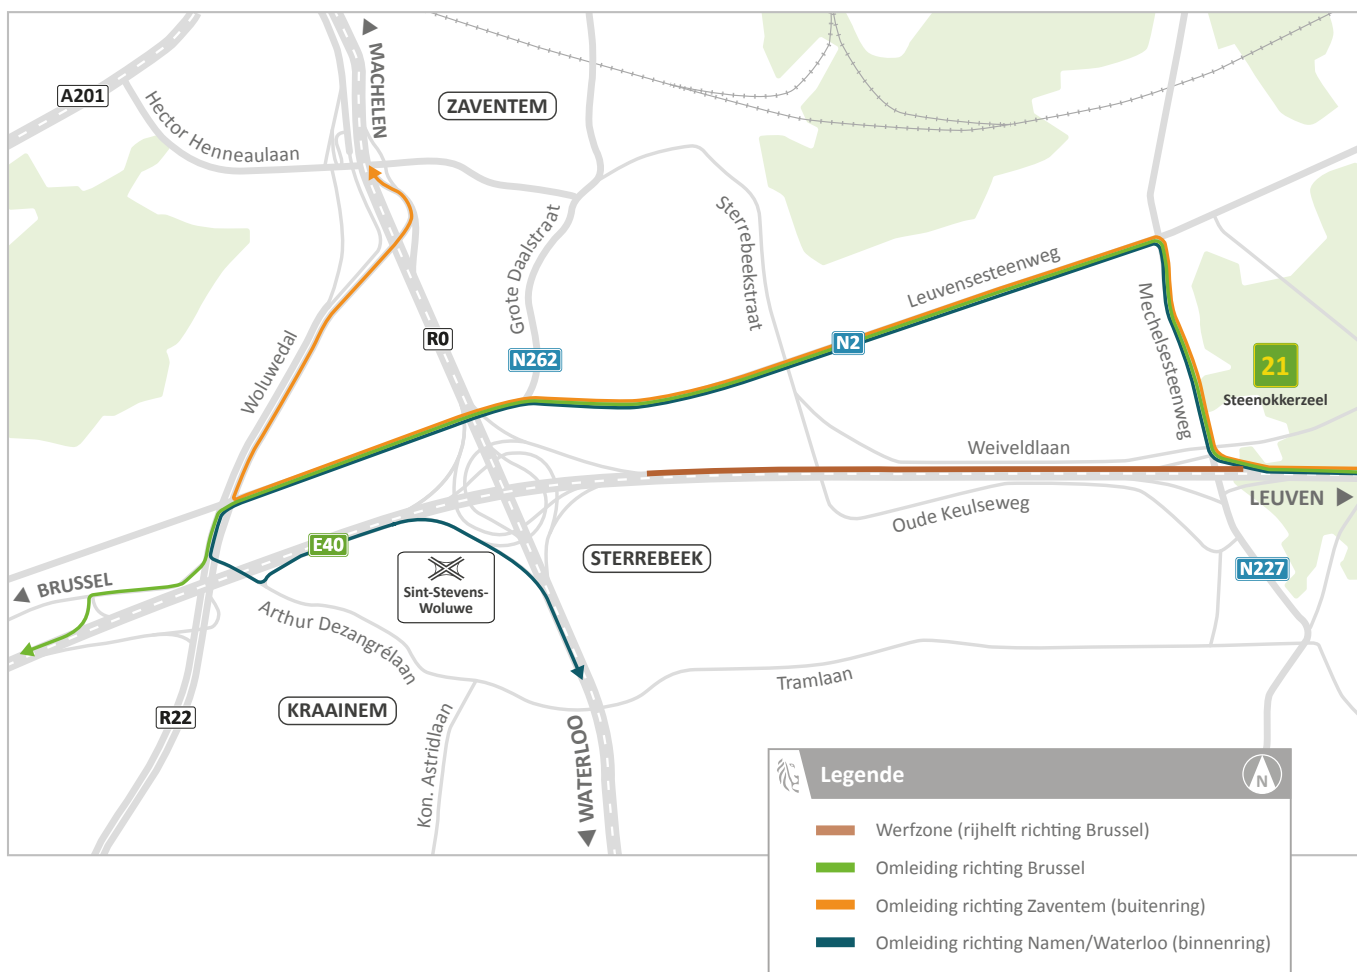 MACHELEN
A201
ZAVENTEM
Hector Henneaulaan
Sterrebeekstraat
Grote Daalstraat
Leuvensesteenweg
Mechelsesteenweg
R0
N2
N262
Woluwedal
21
Steenokkerzeel
Weiveldlaan
LEUVEN
Oude Keulseweg
E40
STERREBEEK
N227
BRUSSEL
Sint-Stevens-
Woluwe
Arthur Dezangrélaan
Tramlaan
R22
KRAAINEM
Kon. Astridlaan
WATERLOO
Legende
N
Werfzone (rijhelft richting Brussel)
Omleiding richting Brussel
Omleiding richting Zaventem (buitenring)
Omleiding richting Namen/Waterloo (binnenring)